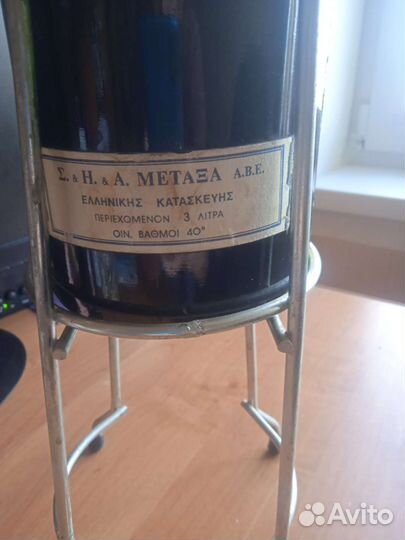 Σ. & Η. & Α. ΜΕΤΑΞΑ Α.Β.Ε.
ΕΛΛΗΝΙΚΗΣ ΚΑΤΑΣΚΕΥΗΣ
ΠΕΡΙΕΧΟΜΕΝΟΝ 3 ΛΙΤΡΑ
ΟΙΝ. ΒΑΘΜΟΙ 40°
Avito